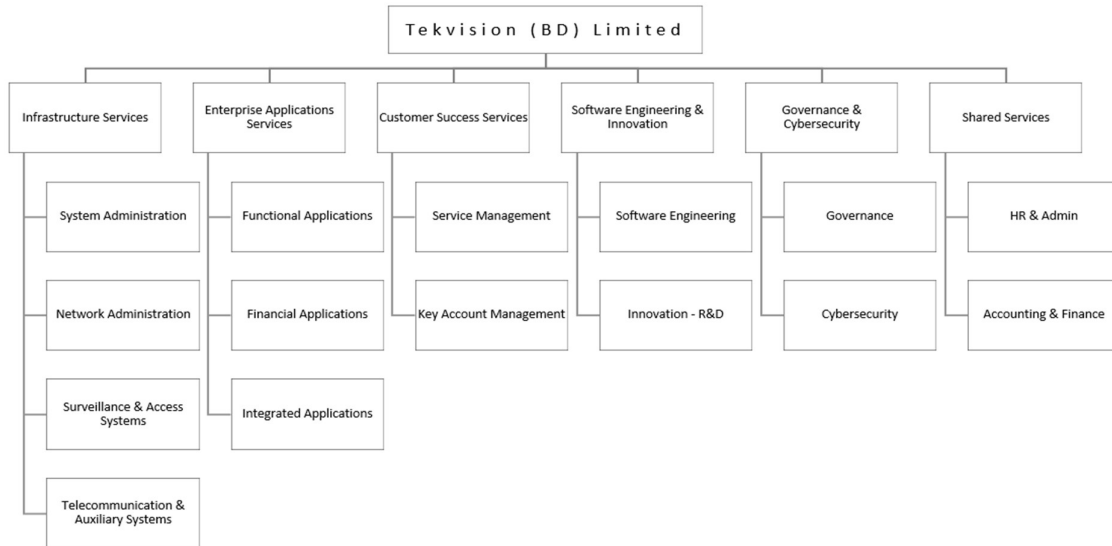 Tekvision (BD) Limited
Infrastructure Services
Enterprise Applications
Services
Customer Success Services
Software Engineering &
Innovation
Governance &
Cybersecurity
Shared Services
System Administration
Functional Applications
Service Management
Software Engineering
Governance
HR & Admin
Network Administration
Financial Applications
Key Account Management
Innovation - R&D
Cybersecurity
Accounting & Finance
Surveillance & Access
Systems
Integrated Applications
Telecommunication &
Auxiliary Systems